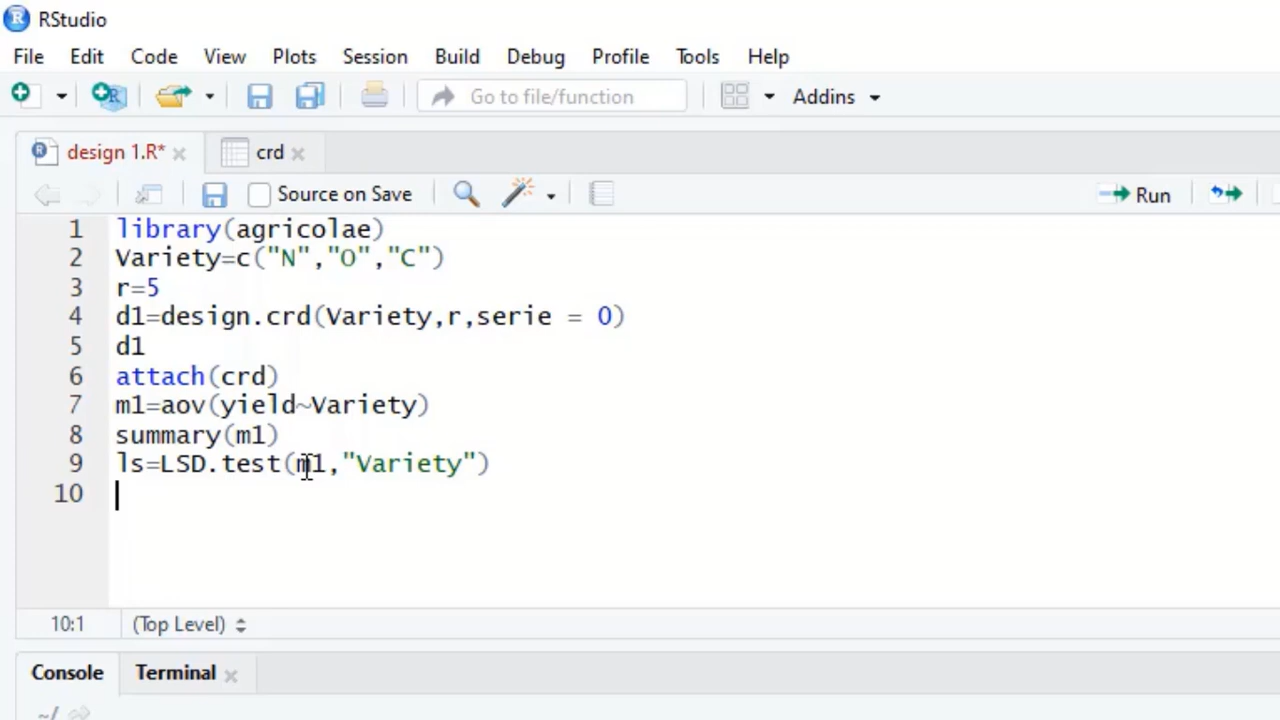 RStudio
File Edit Code View Plots Session Build Debug Profile Tools Help
Go to file/function Addins
design 1.R* crd
Source on Save Run
1 library(agricolae)
2 Variety=c("N","O","C")
3 r=5
4 d1=design.crd(Variety,r,serie = 0)
5 d1
6 attach(crd)
7 m1=aov(yield~Variety)
8 summary(m1)
9 ls=LSD.test(m1,"Variety")
10
10:1 (Top Level)
Console Terminal
~/